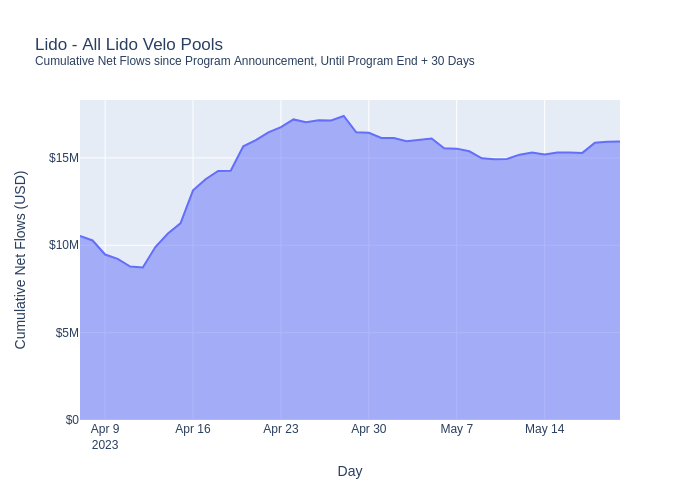 Lido - All Lido Velo Pools
Cumulative Net Flows since Program Announcement, Until Program End + 30 Days
Cumulative Net Flows (USD)
$15M
$10M
$5M
$0
Apr 9
2023
Apr 16
Apr 23
Apr 30
May 7
May 14
Day